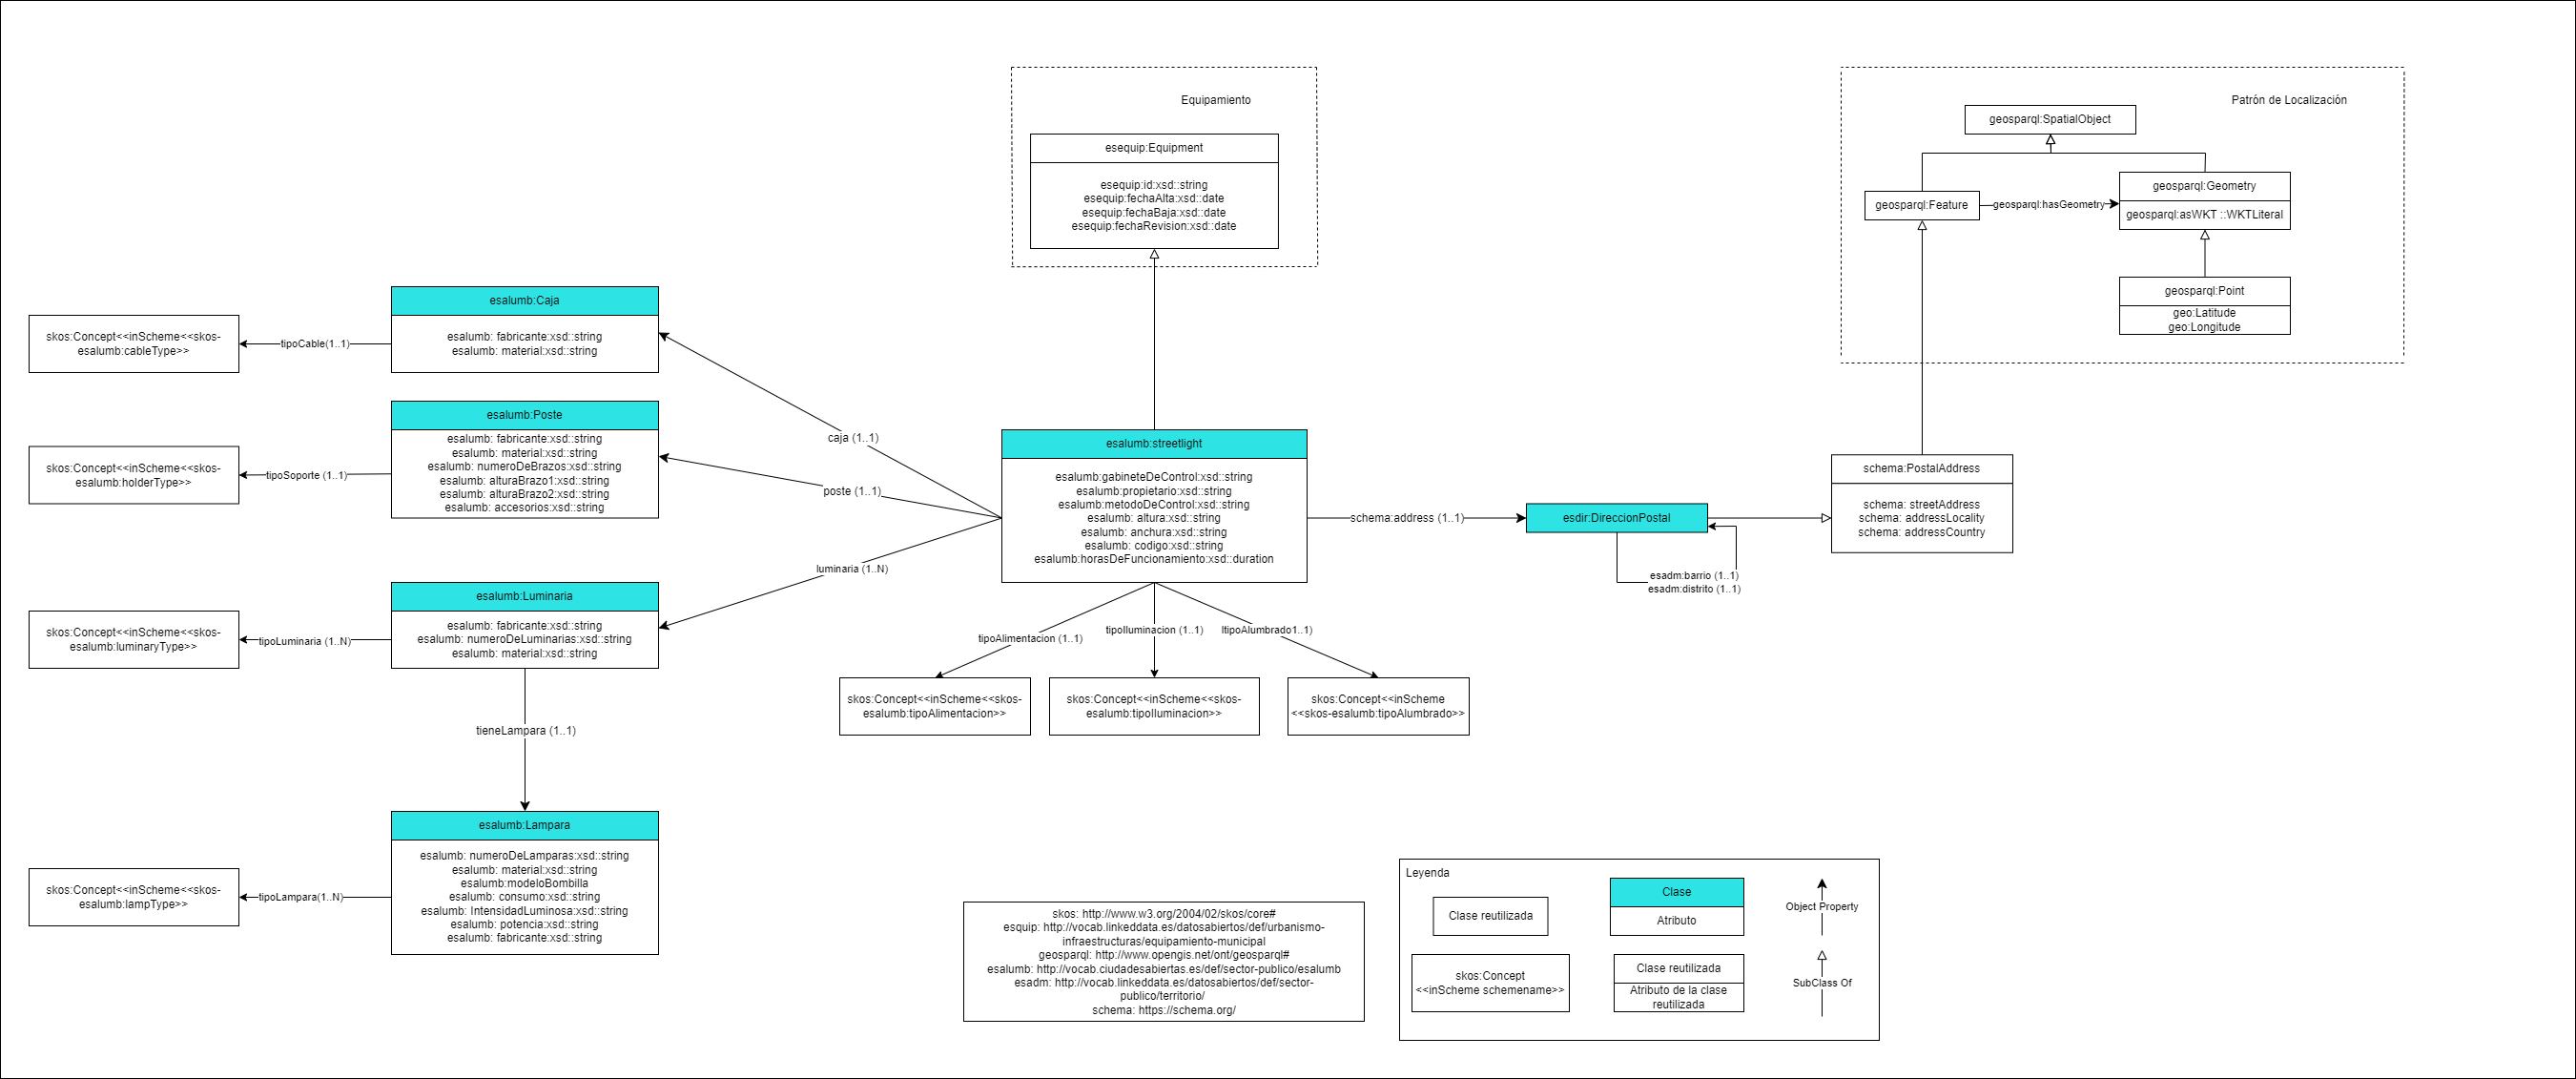 Equipamiento
esequip:Equipment
esequip:id:xsd::string
esequip:fechaAlta:xsd::date
esequip:fechaBaja:xsd::date
esequip:fechaRevision:xsd::date
Patrón de Localización
geosparql:SpatialObject
geosparql:Feature
geosparql:hasGeometry
geosparql:Geometry
geosparql:asWKT ::WKTLiteral
geosparql:Point
geo:Latitude
geo:Longitude
esalumb:Caja
esalumb: fabricante:xsd::string
esalumb: material:xsd::string
tipoCable(1..1)
skos:Concept<<inScheme<<skos-
esalumb:cableType>>
esalumb:Poste
esalumb: fabricante:xsd::string
esalumb: material:xsd::string
esalumb: numeroDeBrazos:xsd::string
esalumb: alturaBrazo1:xsd::string
esalumb: alturaBrazo2:xsd::string
esalumb: accesorios:xsd::string
tipoSoporte (1..1)
skos:Concept<<inScheme<<skos-
esalumb:holderType>>
caja (1..1)
poste (1..1)
luminaria (1..N)
esalumb:streetlight
esalumb:gabineteDeControl:xsd::string
esalumb:propietario:xsd::string
esalumb:metodoDeControl:xsd::string
esalumb: altura:xsd::string
esalumb: anchura:xsd::string
esalumb: codigo:xsd::string
esalumb:horasDeFuncionamiento:xsd::duration
schema:address (1..1)
esdir:DireccionPostal
esadm:barrio (1..1)
esadm:distrito (1..1)
schema:PostalAddress
schema: streetAddress
schema: addressLocality
schema: addressCountry
esalumb:Luminaria
esalumb: fabricante:xsd::string
esalumb: numeroDeLuminarias:xsd::string
esalumb: material:xsd::string
tipoLuminaria (1..N)
skos:Concept<<inScheme<<skos-
esalumb:luminaryType>>
tipoAlimentacion (1..1)
tipoIluminacion (1..1)
ltipoAlumbrado1..1)
skos:Concept<<inScheme<<skos-
esalumb:tipoAlimentacion>>
skos:Concept<<inScheme<<skos-
esalumb:tipoIluminacion>>
skos:Concept<<inScheme
<<skos-esalumb:tipoAlumbrado>>
tieneLampara (1..1)
esalumb:Lampara
esalumb: numeroDeLamparas:xsd::string
esalumb: material:xsd::string
esalumb:modeloBombilla
esalumb: consumo:xsd::string
esalumb: IntensidadLuminosa:xsd::string
esalumb: potencia:xsd::string
esalumb: fabricante:xsd::string
tipoLampara(1..N)
skos:Concept<<inScheme<<skos-
esalumb:lampType>>
skos: http://www.w3.org/2004/02/skos/core#
esquip: http://vocab.linkeddata.es/datosabiertos/def/urbanismo-
infraestructuras/equipamiento-municipal
geosparql: http://www.opengis.net/ont/geosparql#
esalumb: http://vocab.ciudadesabiertas.es/def/sector-publico/esalumb
esadm: http://vocab.linkeddata.es/datosabiertos/def/sector-
publico/territorio/
schema: https://schema.org/
Leyenda
Clase reutilizada
Clase
Atributo
Object Property
skos:Concept
<<inScheme schemename>>
Clase reutilizada
Atributo de la clase
reutilizada
SubClass Of